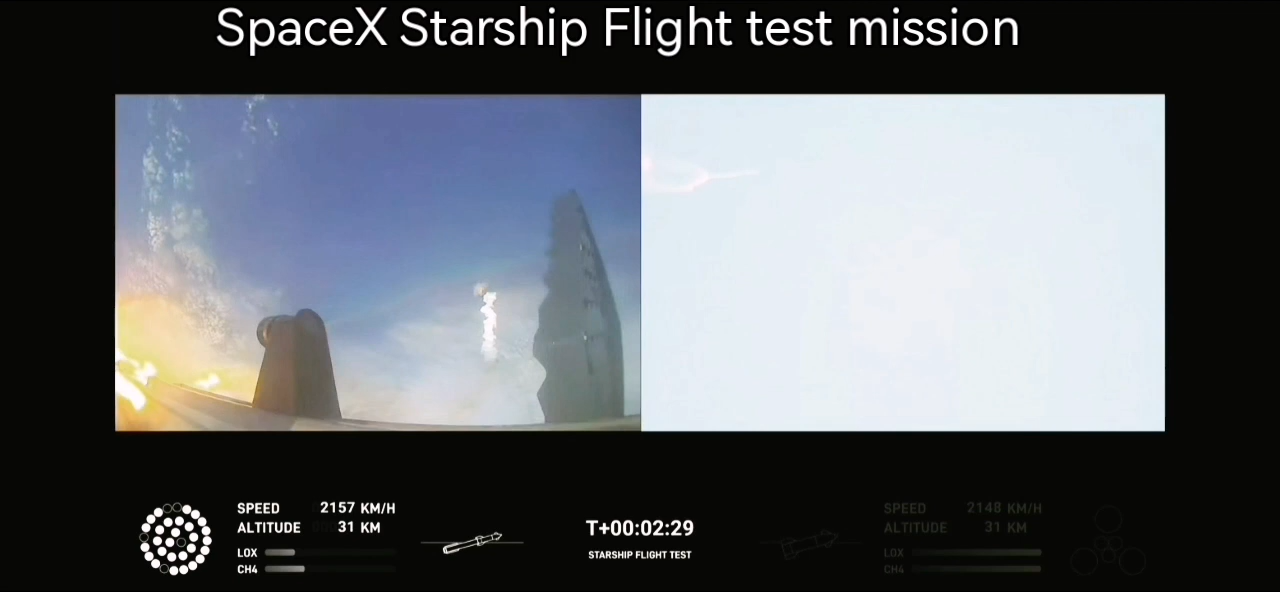 SpaceX Starship Flight test mission
SPEED 2157 KM/H
ALTITUDE 31 KM
LOX
CH4
T+00:02:29
STARSHIP FLIGHT TEST
SPEED 2148 KM/H
ALTITUDE 31 KM
LOX
CH4